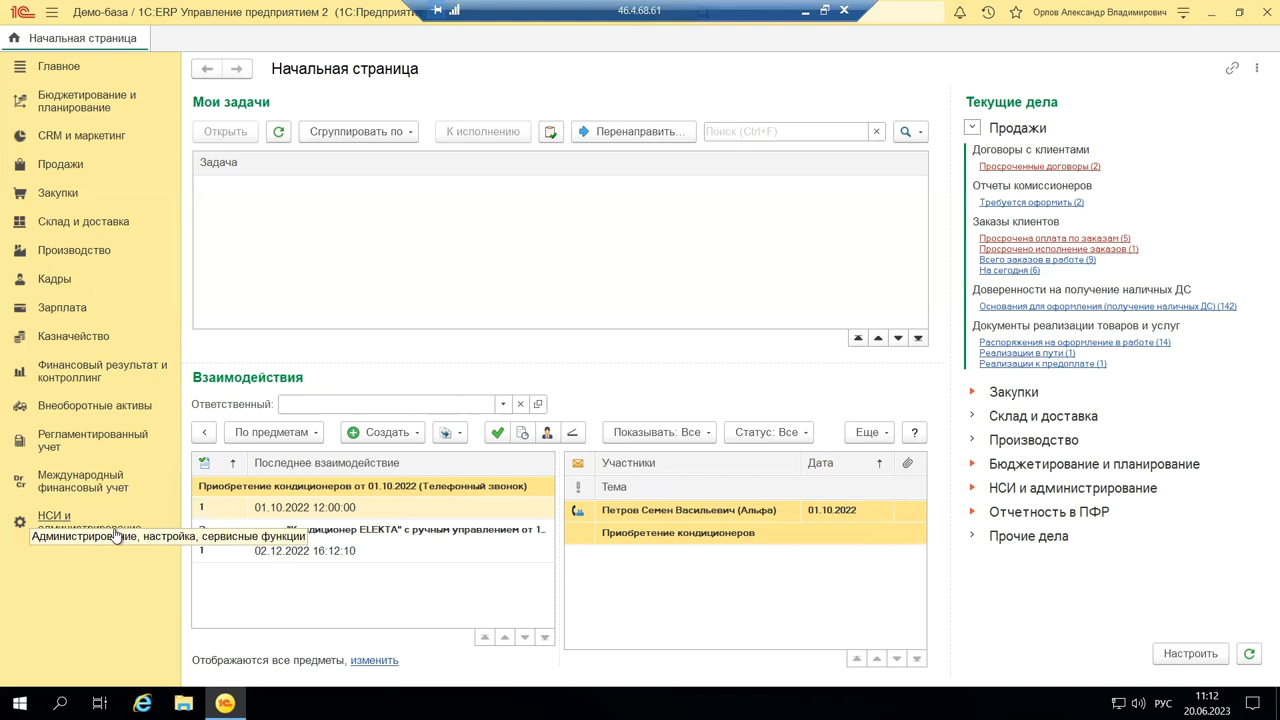 Демо-база / 1С:ERP Управление предприятием 2 (1С:Предприяти
46.4.68.61
Орлов Александр Владимирович
Начальная страница
Главное
Бюджетирование и
планирование
CRM и маркетинг
Продажи
Закупки
Склад и доставка
Производство
Кадры
Зарплата
Казначейство
Финансовый результат и
контроллинг
Внеоборотные активы
Регламентированный
учет
Международный
финансовый учет
НСИ и
Администрирование, настройка, сервисные функции
Начальная страница
Мои задачи
Открыть
Сгруппировать по
К исполнению
Перенаправить...
Поиск (Ctrl+F)
Задача
Взаимодействия
Ответственный:
По предметам
Создать
Показывать: Все
Статус: Все
Еще
?
Последнее взаимодействие
Приобретение кондиционеров от 01.10.2022 (Телефонный звонок)
1 01.10.2022 12:00:00
"Кондиционер ELEKTA" с ручным управлением от 1...
1 02.12.2022 16:12:10
Участники Дата
Тема
Петров Семен Васильевич (Альфа) 01.10.2022
Приобретение кондиционеров
Отображаются все предметы, изменить
Текущие дела
Продажи
Договоры с клиентами
Просроченные договоры (2)
Отчеты комиссионеров
Требуется оформить (2)
Заказы клиентов
Просрочена оплата по заказам (5)
Просрочено исполнение заказов (1)
Всего заказов в работе (9)
На сегодня (6)
Доверенности на получение наличных ДС
Основания для оформления (получение наличных ДС) (142)
Документы реализации товаров и услуг
Распоряжения на оформление в работе (14)
Реализации в пути (1)
Реализации к предоплате (1)
Закупки
Склад и доставка
Производство
Бюджетирование и планирование
НСИ и администрирование
Отчетность в ПФР
Прочие дела
Настроить
РУС
11:12
20.06.2023